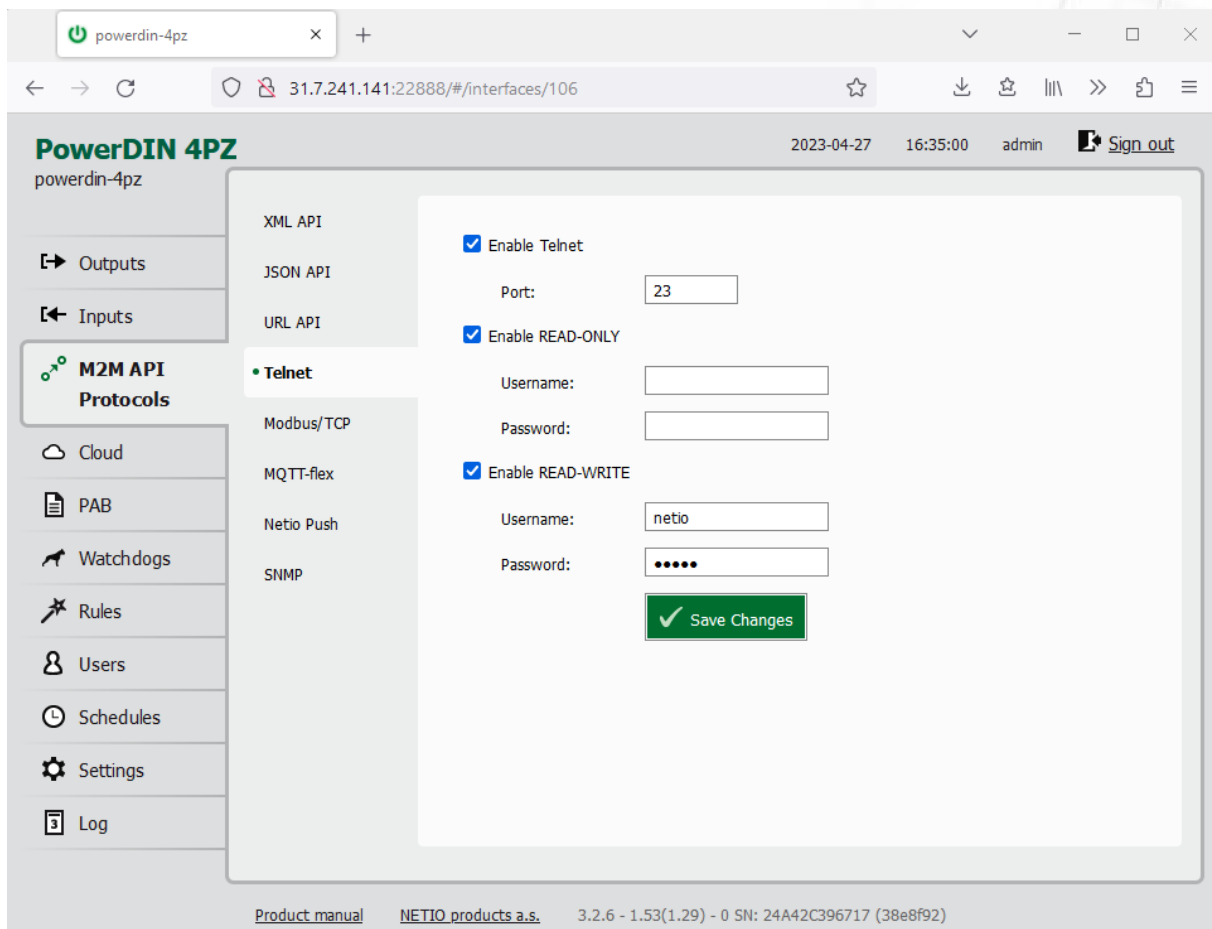 powerdin-4pz
31.7.241.141:22888/#/interfaces/106
PowerDIN 4PZ
powerdin-4pz
2023-04-27 16:35:00 admin Sign out
Outputs
Inputs
M2M API
Protocols
Cloud
PAB
Watchdogs
Rules
Users
Schedules
Settings
3 Log
XML API
JSON API
URL API
• Telnet
Modbus/TCP
MQTT-flex
Netio Push
SNMP
Enable Telnet
Port: 23
Enable READ-ONLY
Username:
Password:
Enable READ-WRITE
Username: netio
Password: •••••
Save Changes
Product manual NETIO products a.s. 3.2.6 - 1.53(1.29) - 0 SN: 24A42C396717 (38e8f92)